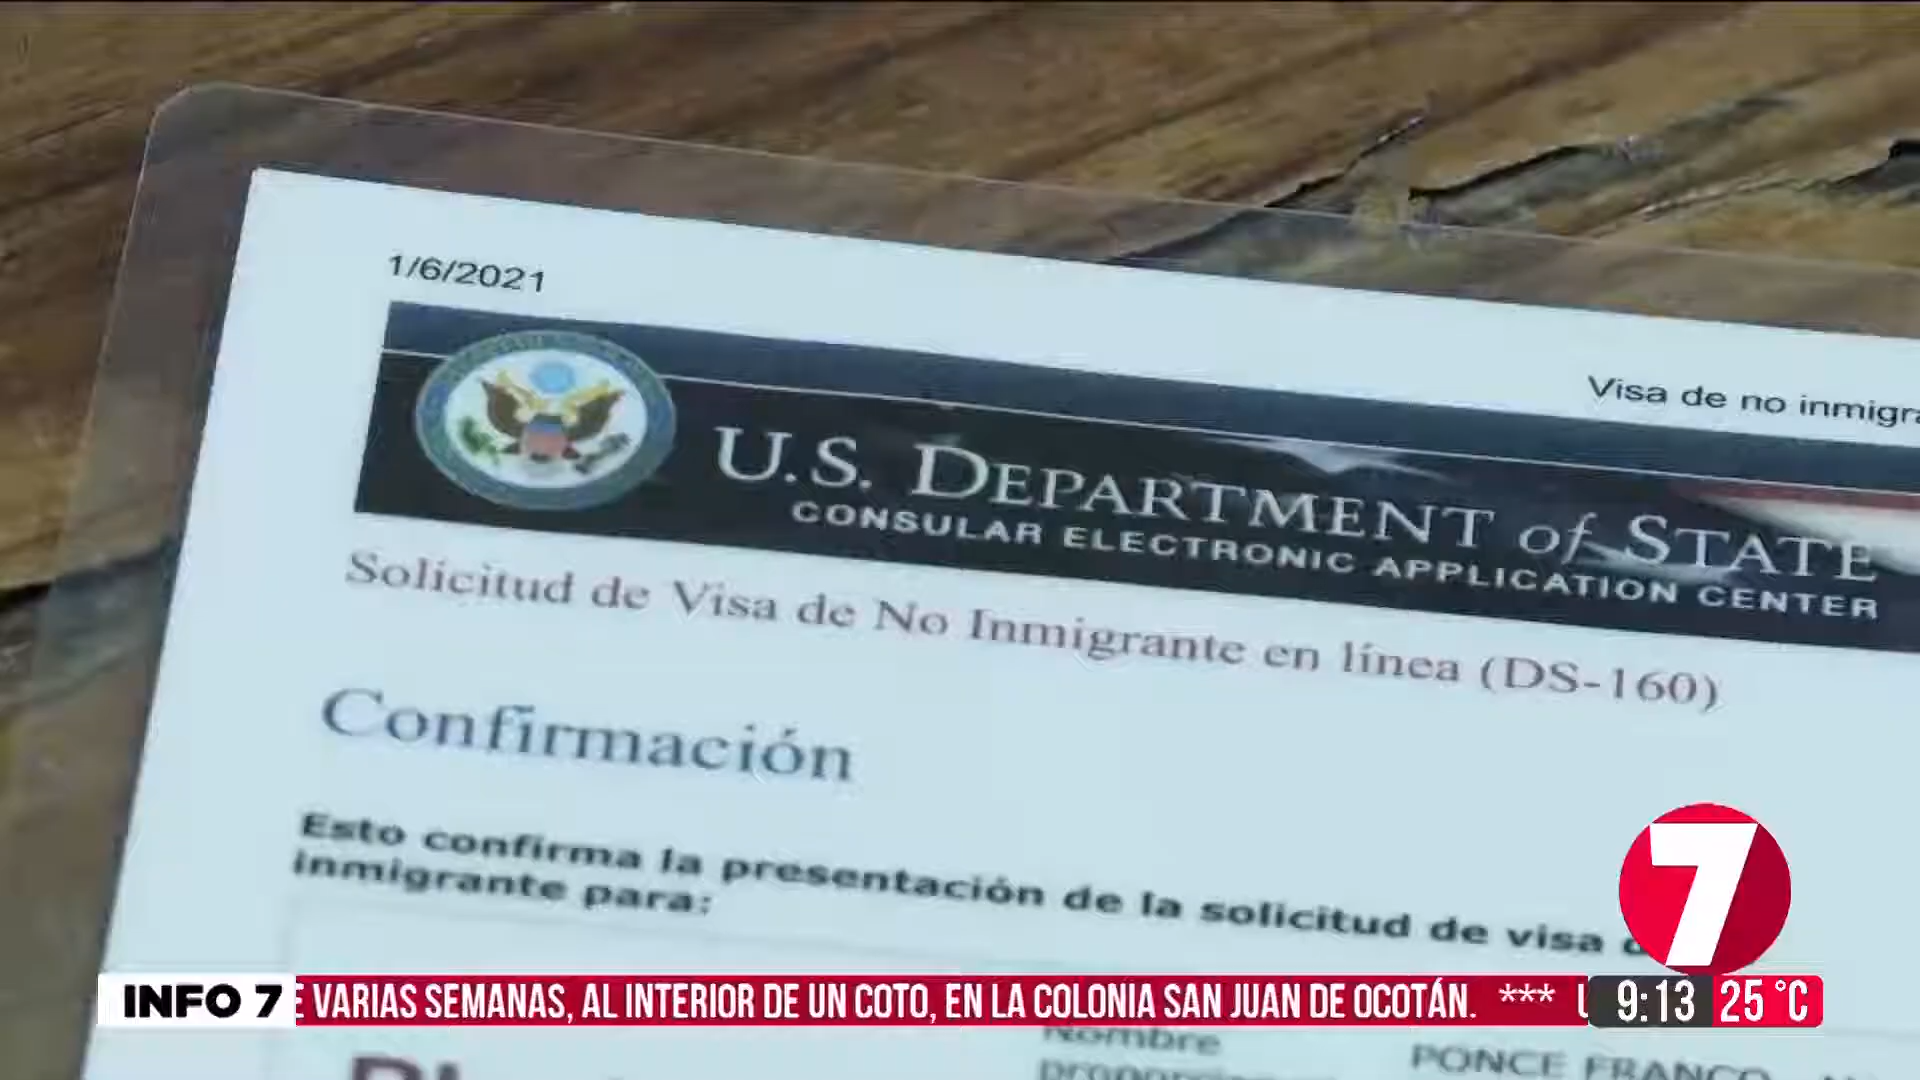 1/6/2021
Visa de no inmigra
U.S. DEPARTMENT of STATE
CONSULAR ELECTRONIC APPLICATION CENTER
Solicitud de Visa de No Inmigrante en línea (DS-160)
Confirmación
Esto confirma la presentación de la solicitud de visa d
inmigrante para:
7
INFO 7
E VARIAS SEMANAS, AL INTERIOR DE UN COTO, EN LA COLONIA SAN JUAN DE OCOTÁN. *** U
9:13 25 °C
Nombre
PONCE FRANCO